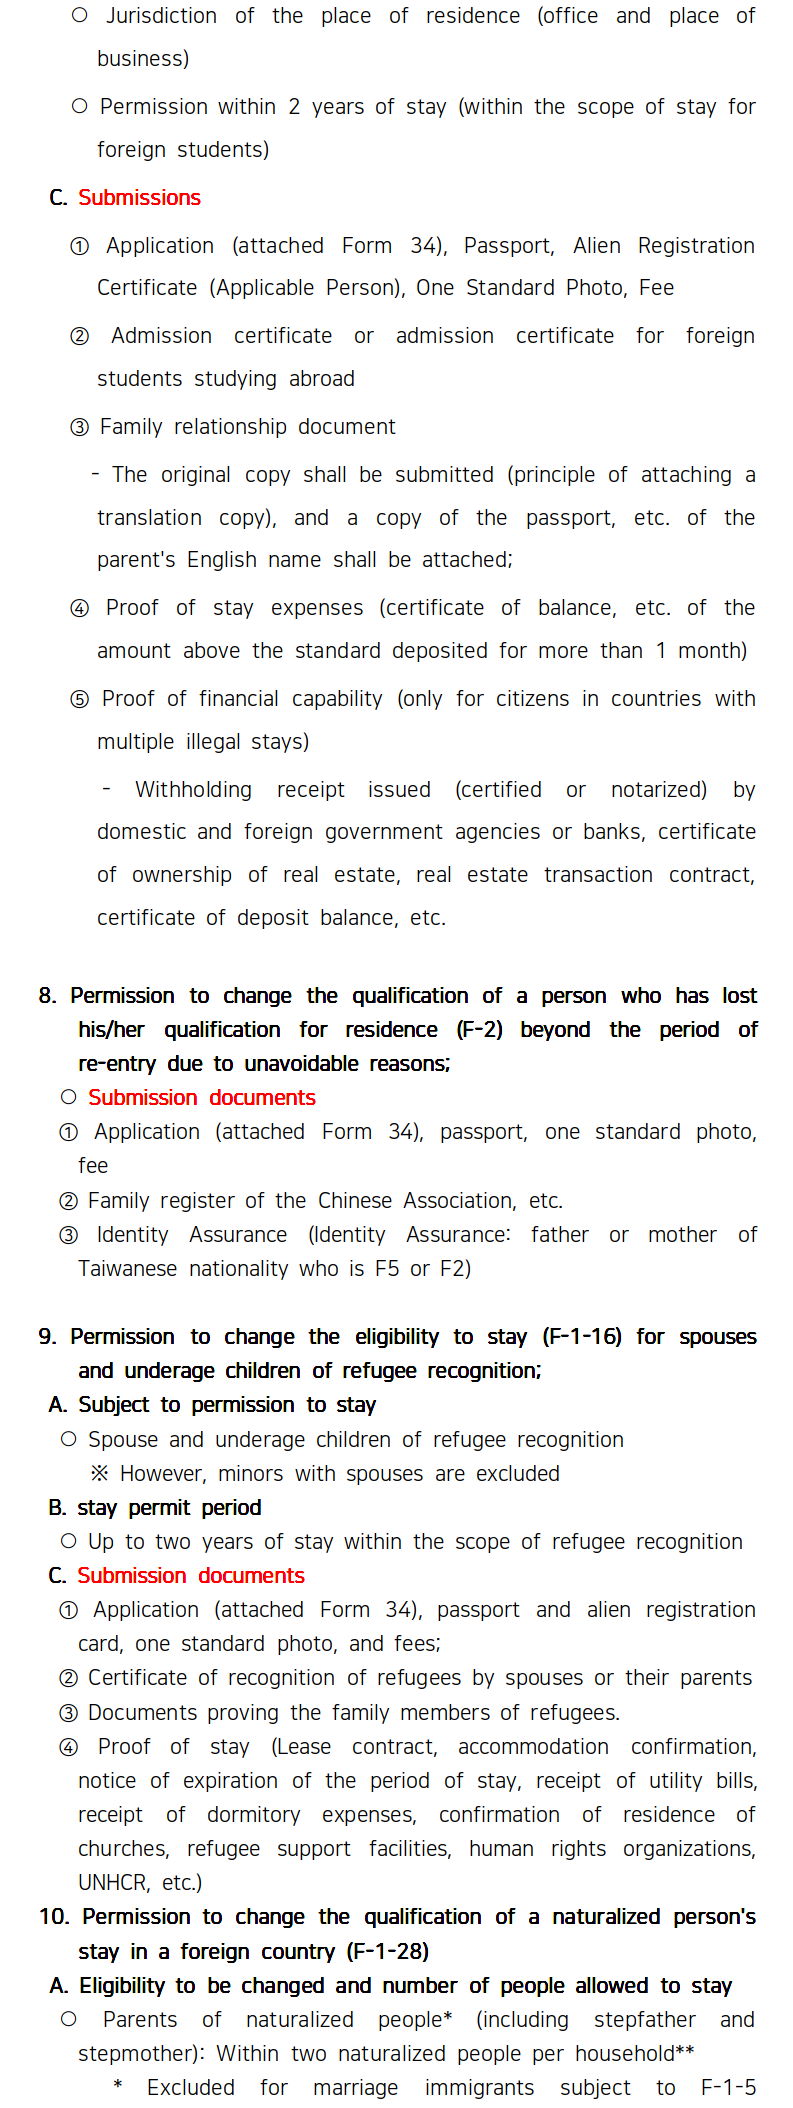 ○ Jurisdiction of the place of residence (office and place of
business)
○ Permission within 2 years of stay (within the scope of stay for
foreign students)
C. Submissions
① Application (attached Form 34), Passport, Alien Registration
Certificate (Applicable Person), One Standard Photo, Fee
② Admission certificate or admission certificate for foreign
students studying abroad
③ Family relationship document
- The original copy shall be submitted (principle of attaching a
translation copy), and a copy of the passport, etc. of the
parent's English name shall be attached;
④ Proof of stay expenses (certificate of balance, etc. of the
amount above the standard deposited for more than 1 month)
⑤ Proof of financial capability (only for citizens in countries with
multiple illegal stays)
- Withholding receipt issued (certified or notarized) by
domestic and foreign government agencies or banks, certificate
of ownership of real estate, real estate transaction contract,
certificate of deposit balance, etc.
8. Permission to change the qualification of a person who has lost
his/her qualification for residence (F-2) beyond the period of
re-entry due to unavoidable reasons;
○ Submission documents
① Application (attached Form 34), passport, one standard photo,
fee
② Family register of the Chinese Association, etc.
③ Identity Assurance (Identity Assurance: father or mother of
Taiwanese nationality who is F5 or F2)
9. Permission to change the eligibility to stay (F-1-16) for spouses
and underage children of refugee recognition;
A. Subject to permission to stay
○ Spouse and underage children of refugee recognition
※ However, minors with spouses are excluded
B. stay permit period
○ Up to two years of stay within the scope of refugee recognition
C. Submission documents
① Application (attached Form 34), passport and alien registration
card, one standard photo, and fees;
② Certificate of recognition of refugees by spouses or their parents
③ Documents proving the family members of refugees.
④ Proof of stay (Lease contract, accommodation confirmation,
notice of expiration of the period of stay, receipt of utility bills,
receipt of dormitory expenses, confirmation of residence of
churches, refugee support facilities, human rights organizations,
UNHCR, etc.)
10. Permission to change the qualification of a naturalized person's
stay in a foreign country (F-1-28)
A. Eligibility to be changed and number of people allowed to stay
○ Parents of naturalized people* (including stepfather and
stepmother): Within two naturalized people per household**
* Excluded for marriage immigrants subject to F-1-5